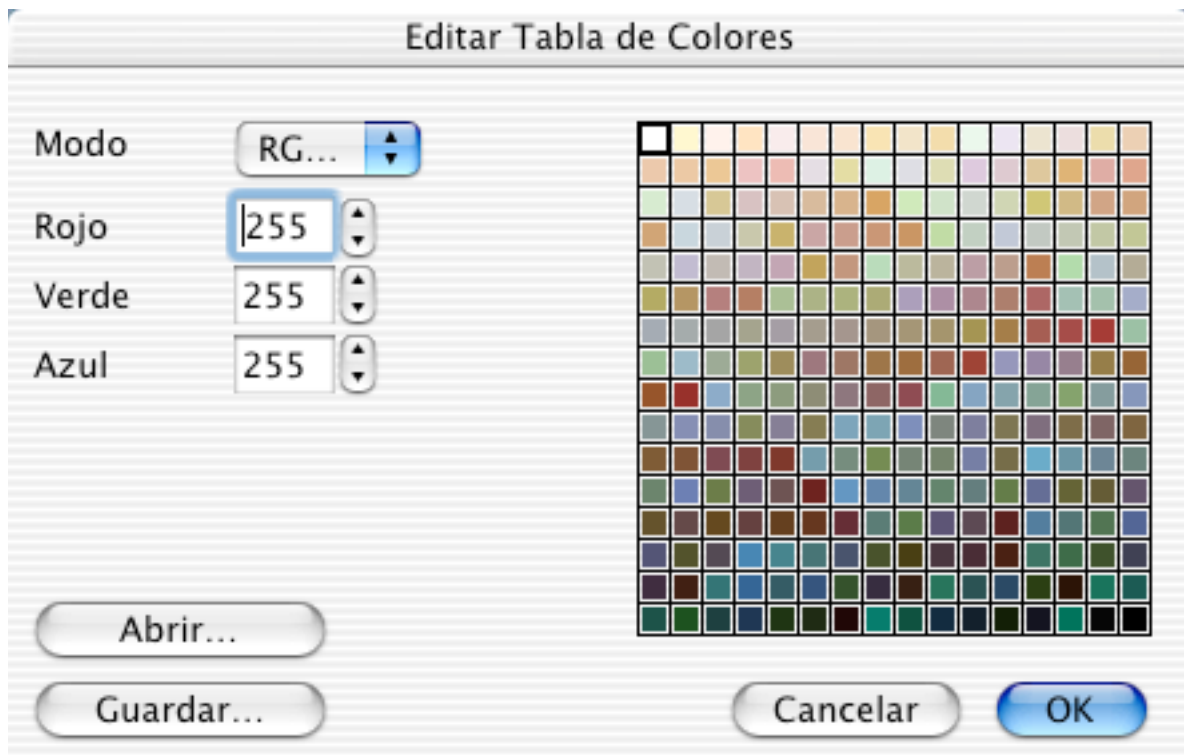 Editar Tabla de Colores
Modo RG...
Rojo 255
Verde 255
Azul 255
Abrir...
Guardar...
Cancelar OK